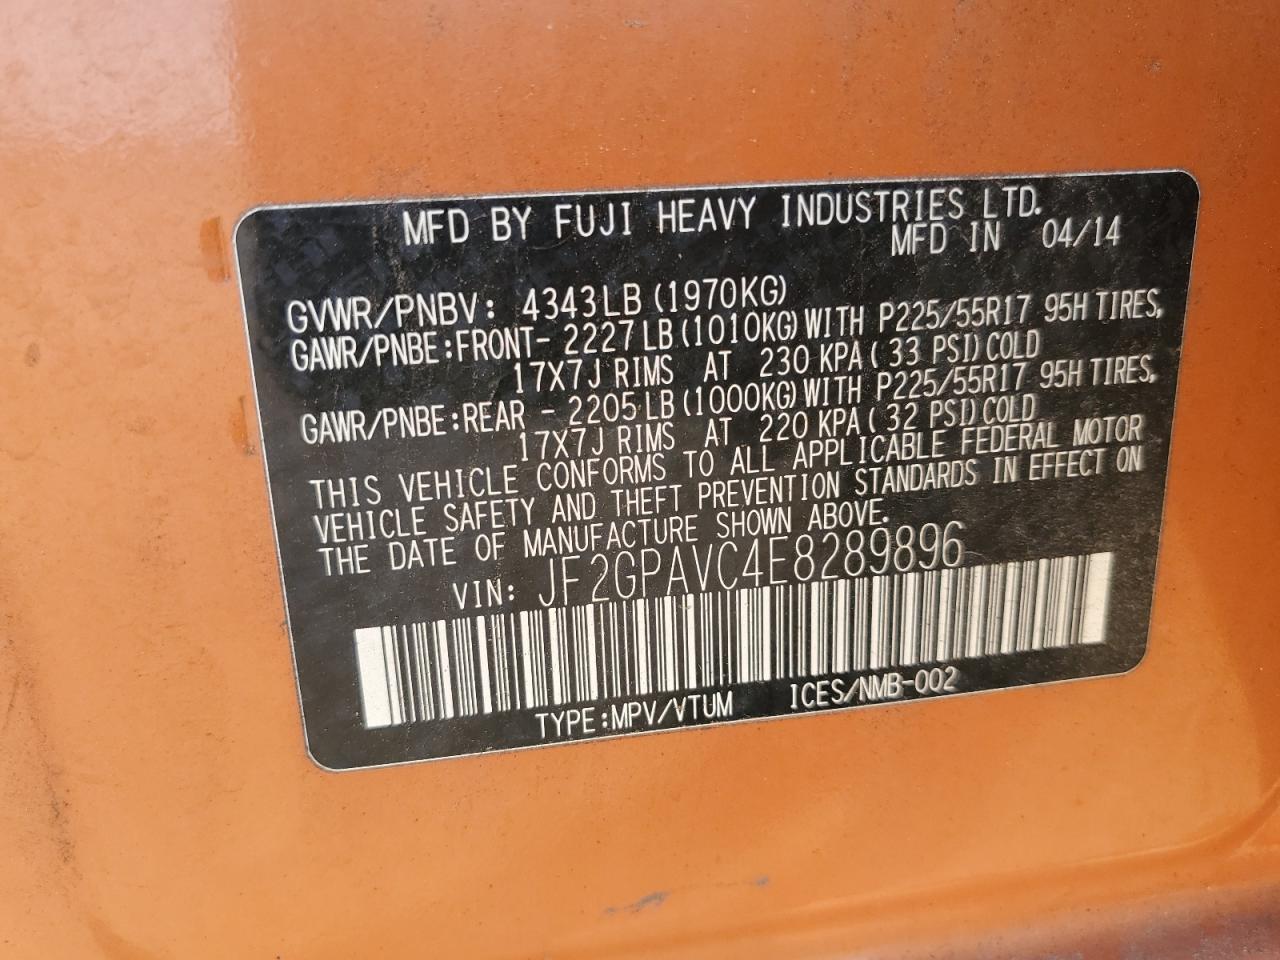 MFD BY FUJI HEAVY INDUSTRIES LTD.
MFD IN 04/14
GVWR/PNBV: 4343LB (1970KG)
GAWR/PNBE:FRONT- 2227 LB (1010KG) WITH P225/55R17 95H TIRES,
17X7J RIMS AT 230 KPA ( 33 PSI) COLD
GAWR/PNBE:REAR - 2205 LB (1000KG) WITH P225/55R17 95H TIRES,
17X7J RIMS AT 220 KPA ( 32 PSI) COLD
THIS VEHICLE CONFORMS TO ALL APPLICABLE FEDERAL MOTOR
VEHICLE SAFETY AND THEFT PREVENTION STANDARDS IN EFFECT ON
THE DATE OF MANUFACTURE SHOWN ABOVE.
VIN: JF2GPAVC4E8289896
TYPE:MPV/VTUM ICES/NMB-002